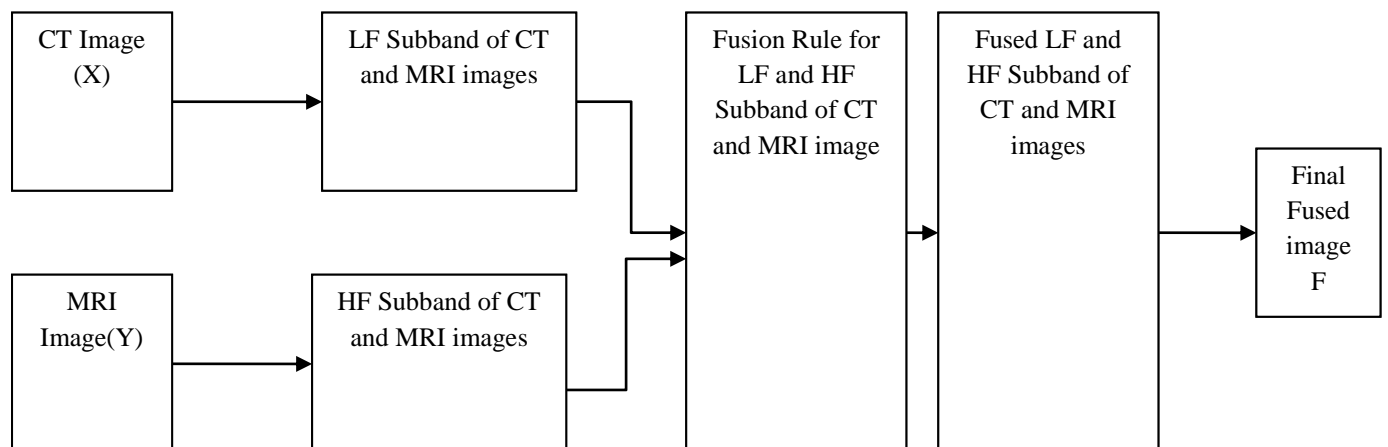 CT Image
(X)
LF Subband of CT
and MRI images
Fusion Rule for
LF and HF
Subband of CT
and MRI image
Fused LF and
HF Subband of
CT and MRI
images
Final
Fused
image
F
MRI
Image(Y)
HF Subband of CT
and MRI images